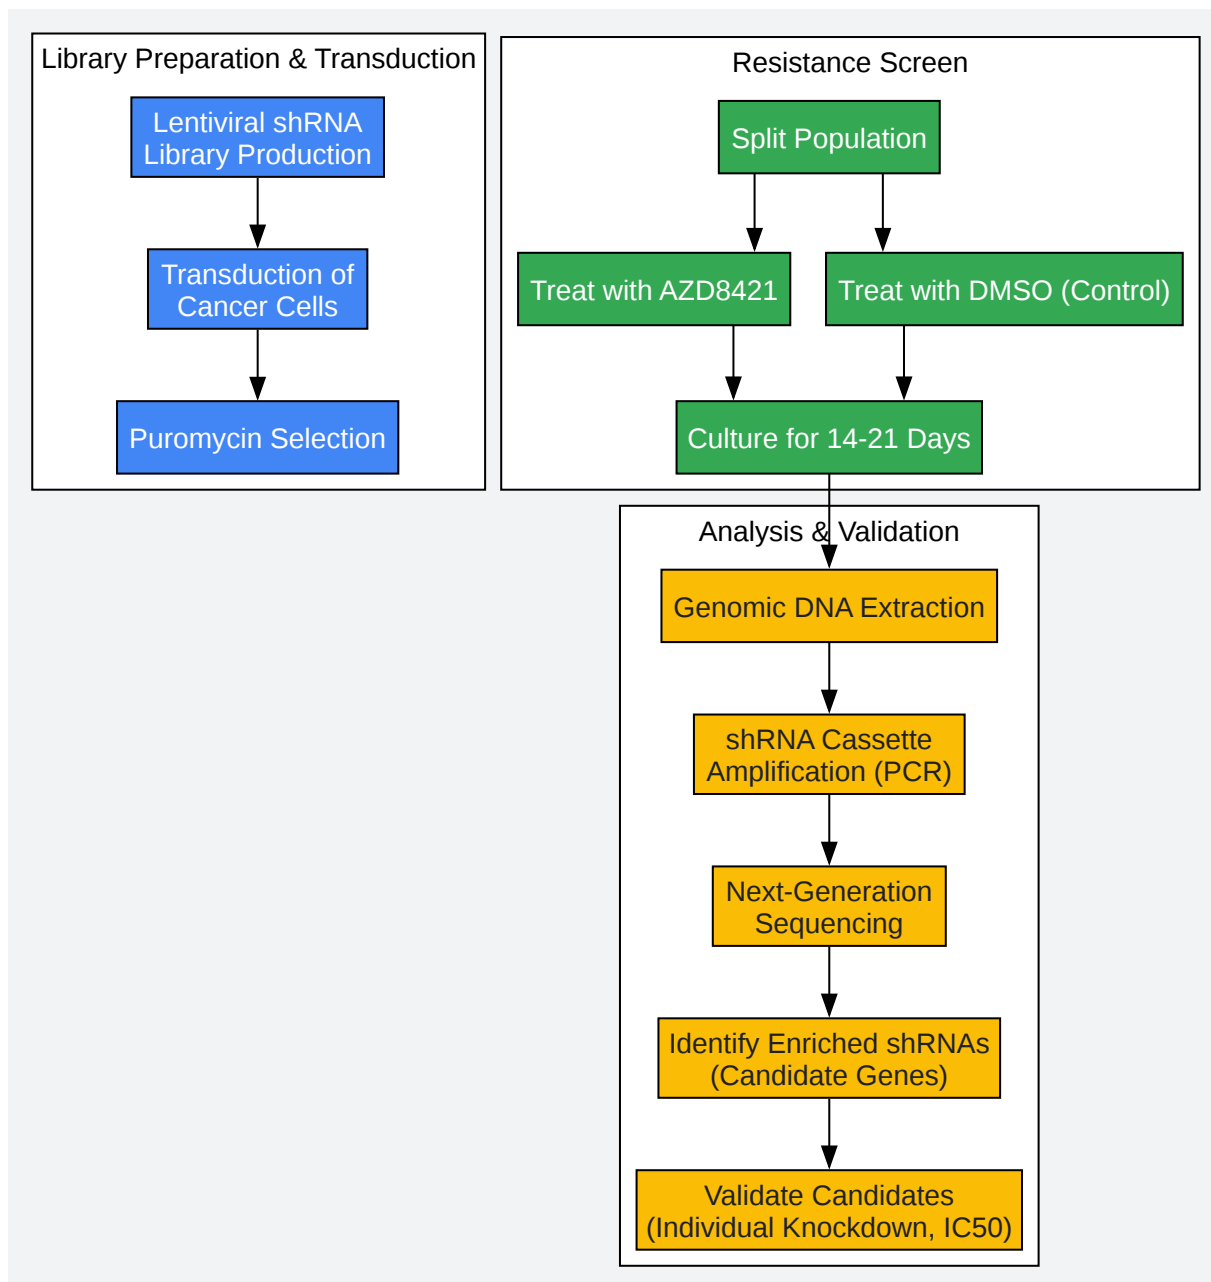 Library Preparation & Transduction
Lentiviral shRNA
Library Production
Transduction of
Cancer Cells
Puromycin Selection
Resistance Screen
Split Population
Treat with AZD8421
Treat with DMSO (Control)
Culture for 14-21 Days
Analysis & Validation
Genomic DNA Extraction
shRNA Cassette
Amplification (PCR)
Next-Generation
Sequencing
Identify Enriched shRNAs
(Candidate Genes)
Validate Candidates
(Individual Knockdown, IC50)